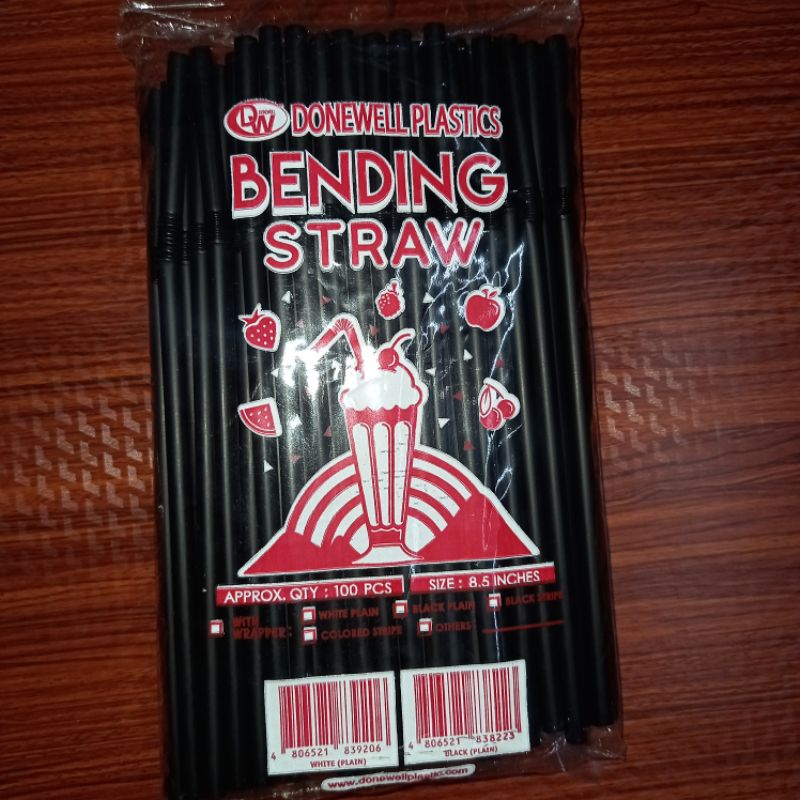 DW
DONEWELL PLASTICS
BENDING
STRAW
APPROX. QTY : 100 PCS
SIZE : 8.5 INCHES
WITH WRAPPER:
WHITE PLAIN
BLACK PLAIN
BLACK STRIPE
COLORED STRIPE
OTHERS
4 806521 839206
WHITE (PLAIN)
4 806521 838223
BLACK (PLAIN)
www.donewellplastic.com